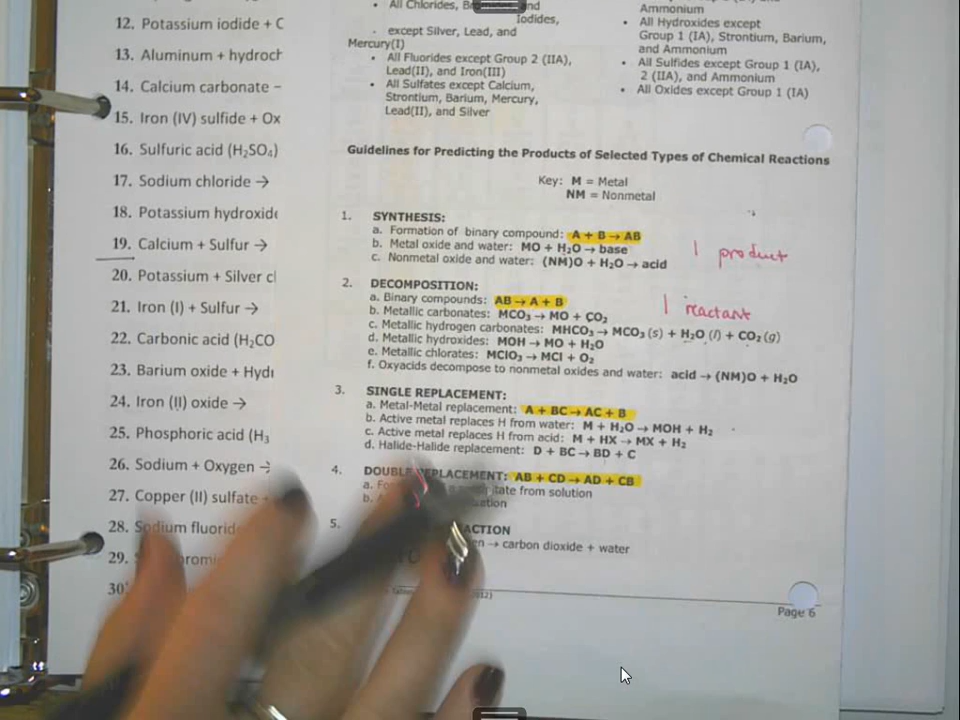 12. Potassium iodide + C
13. Aluminum + hydroch
14. Calcium carbonate –
15. Iron (IV) sulfide + Ox
16. Sulfuric acid (H₂SO₄)
17. Sodium chloride →
18. Potassium hydroxide
19. Calcium + Sulfur →
20. Potassium + Silver cl
21. Iron (I) + Sulfur →
22. Carbonic acid (H₂CO
23. Barium oxide + Hyd
24. Iron (II) oxide →
25. Phosphoric acid (H₃
26. Sodium + Oxygen →
27. Copper (II) sulfate
28. Sodium fluorid
29.
30
• All Chlorides, and
Iodides,
except Silver, Lead, and
Mercury(I)
• All Fluorides except Group 2 (IIA),
Lead(II), and Iron(III)
• All Sulfates except Calcium,
Strontium, Barium, Mercury,
Lead(II), and Silver
Ammonium
• All Hydroxides except
Group 1 (IA), Strontium, Barium,
and Ammonium
• All Sulfides except Group 1 (IA),
2 (IIA), and Ammonium
• All Oxides except Group 1 (IA)
Guidelines for Predicting the Products of Selected Types of Chemical Reactions
Key: M = Metal
NM = Nonmetal
1. SYNTHESIS:
a. Formation of binary compound: A + B → AB
b. Metal oxide and water: MO + H₂O → base
c. Nonmetal oxide and water: (NM)O + H₂O → acid
1 product
2. DECOMPOSITION:
a. Binary compounds: AB → A + B
b. Metallic carbonates: MCO₃ → MO + CO₂
c. Metallic hydrogen carbonates: MHCO₃ → MCO₃ (s) + H₂O (l) + CO₂ (g)
d. Metallic hydroxides: MOH → MO + H₂O
e. Metallic chlorates: MClO₃ → MCl + O₂
f. Oxyacids decompose to nonmetal oxides and water: acid → (NM)O + H₂O
1 reactant
3. SINGLE REPLACEMENT:
a. Metal-Metal replacement: A + BC → AC + B
b. Active metal replaces H from water: M + H₂O → MOH + H₂
c. Active metal replaces H from acid: M + HX → MX + H₂
d. Halide-Halide replacement: D + BC → BD + C
4. DOUBLE REPLACEMENT: AB + CD → AD + CB
a. from solution
b.
5. ACTION
→ carbon dioxide + water
Page 6